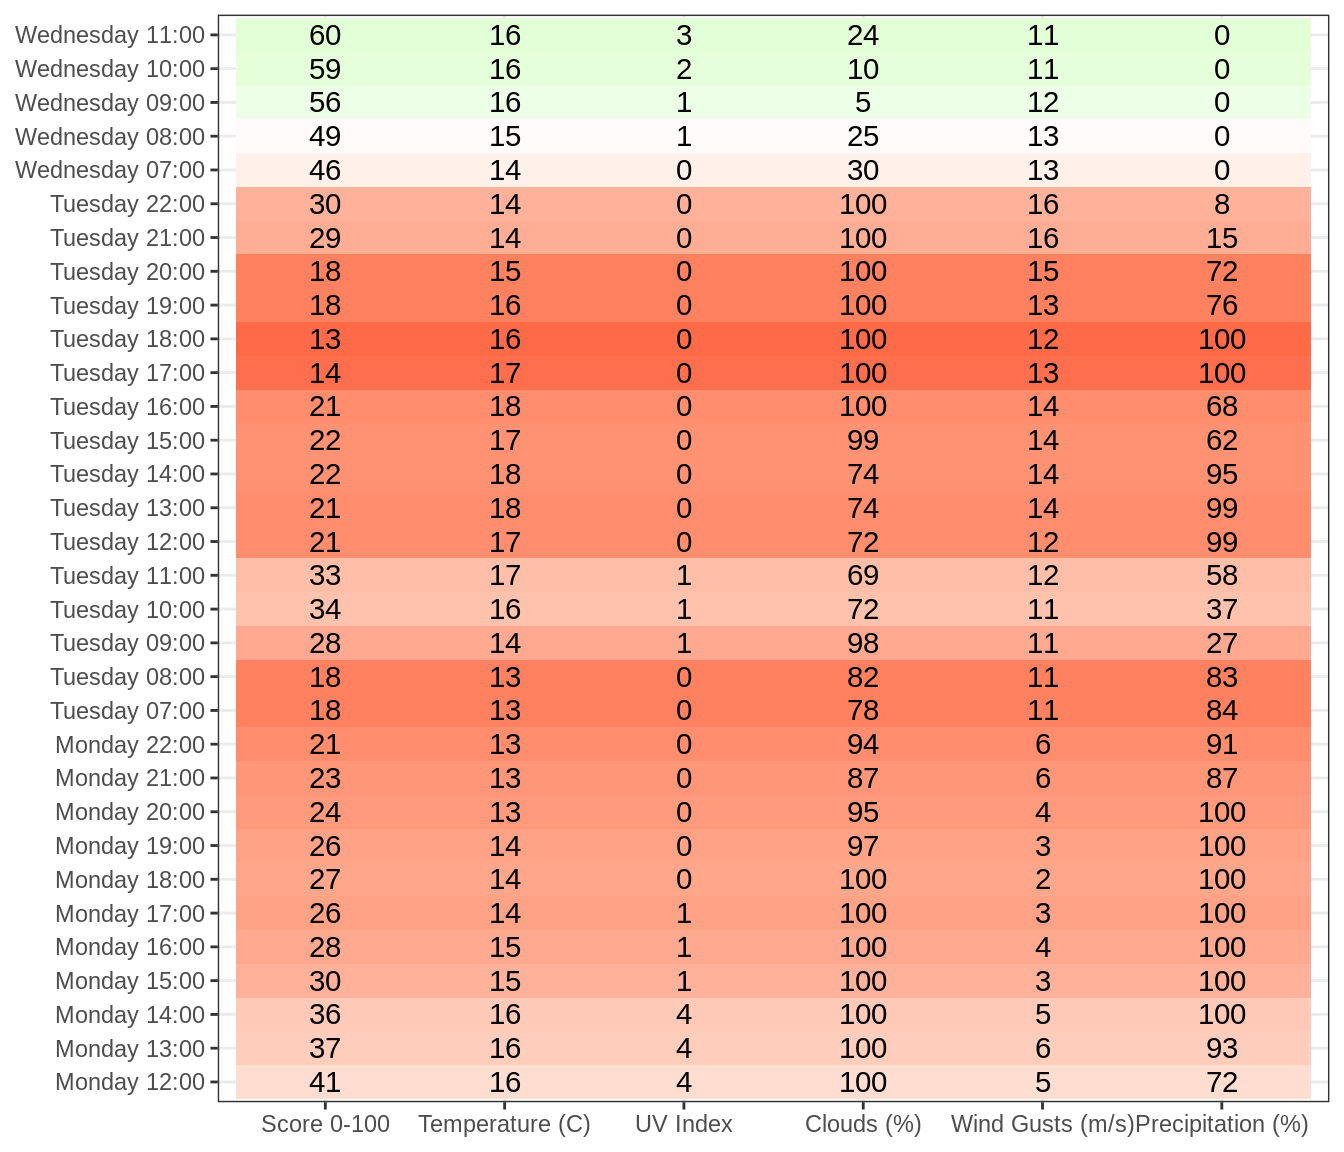 Wednesday 11:00 60 16 3 24 11 0
Wednesday 10:00 59 16 2 10 11 0
Wednesday 09:00 56 16 1 5 12 0
Wednesday 08:00 49 15 1 25 13 0
Wednesday 07:00 46 14 0 30 13 0
Tuesday 22:00 30 14 0 100 16 8
Tuesday 21:00 29 14 0 100 16 15
Tuesday 20:00 18 15 0 100 15 72
Tuesday 19:00 18 16 0 100 13 76
Tuesday 18:00 13 16 0 100 12 100
Tuesday 17:00 14 17 0 100 13 100
Tuesday 16:00 21 18 0 100 14 68
Tuesday 15:00 22 17 0 99 14 62
Tuesday 14:00 22 18 0 74 14 95
Tuesday 13:00 21 18 0 74 14 99
Tuesday 12:00 21 17 0 72 12 99
Tuesday 11:00 33 17 1 69 12 58
Tuesday 10:00 34 16 1 72 11 37
Tuesday 09:00 28 14 1 98 11 27
Tuesday 08:00 18 13 0 82 11 83
Tuesday 07:00 18 13 0 78 11 84
Monday 22:00 21 13 0 94 6 91
Monday 21:00 23 13 0 87 6 87
Monday 20:00 24 13 0 95 4 100
Monday 19:00 26 14 0 97 3 100
Monday 18:00 27 14 0 100 2 100
Monday 17:00 26 14 1 100 3 100
Monday 16:00 28 15 1 100 4 100
Monday 15:00 30 15 1 100 3 100
Monday 14:00 36 16 4 100 5 100
Monday 13:00 37 16 4 100 6 93
Monday 12:00 41 16 4 100 5 72
Score 0-100 Temperature (C) UV Index Clouds (%) Wind Gusts (m/s) Precipitation (%)